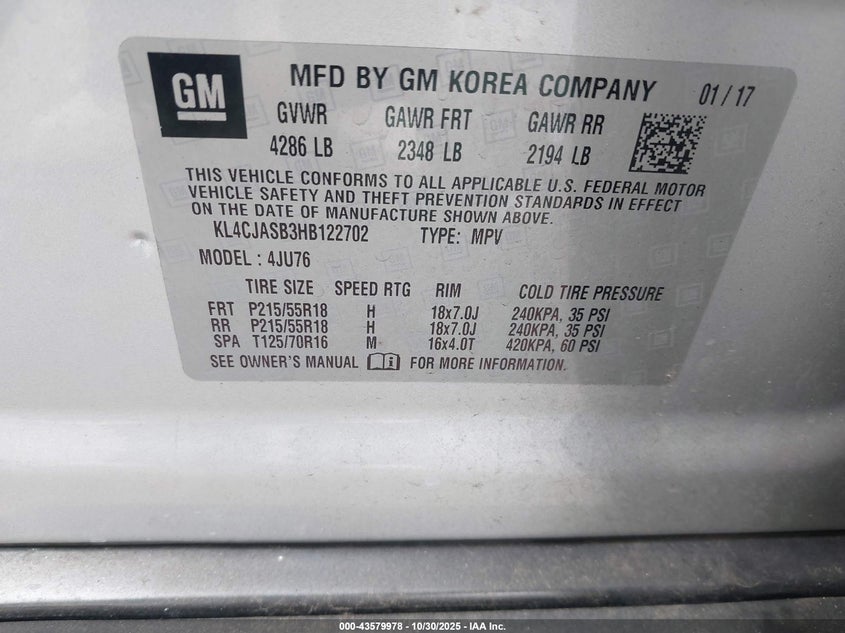 GM
MFD BY GM KOREA COMPANY 01/17
GVWR GAWR FRT GAWR RR
4286 LB 2348 LB 2194 LB
THIS VEHICLE CONFORMS TO ALL APPLICABLE U.S. FEDERAL MOTOR
VEHICLE SAFETY AND THEFT PREVENTION STANDARDS IN EFFECT
ON THE DATE OF MANUFACTURE SHOWN ABOVE.
KL4CJASB3HB122702 TYPE: MPV
MODEL : 4JU76
TIRE SIZE SPEED RTG RIM COLD TIRE PRESSURE
FRT P215/55R18 H 18x7.0J 240KPA, 35 PSI
RR P215/55R18 H 18x7.0J 240KPA, 35 PSI
SPA T125/70R16 M 16x4.0T 420KPA, 60 PSI
SEE OWNER'S MANUAL FOR MORE INFORMATION.
000-43579978 - 10/30/2025 - IAA Inc.